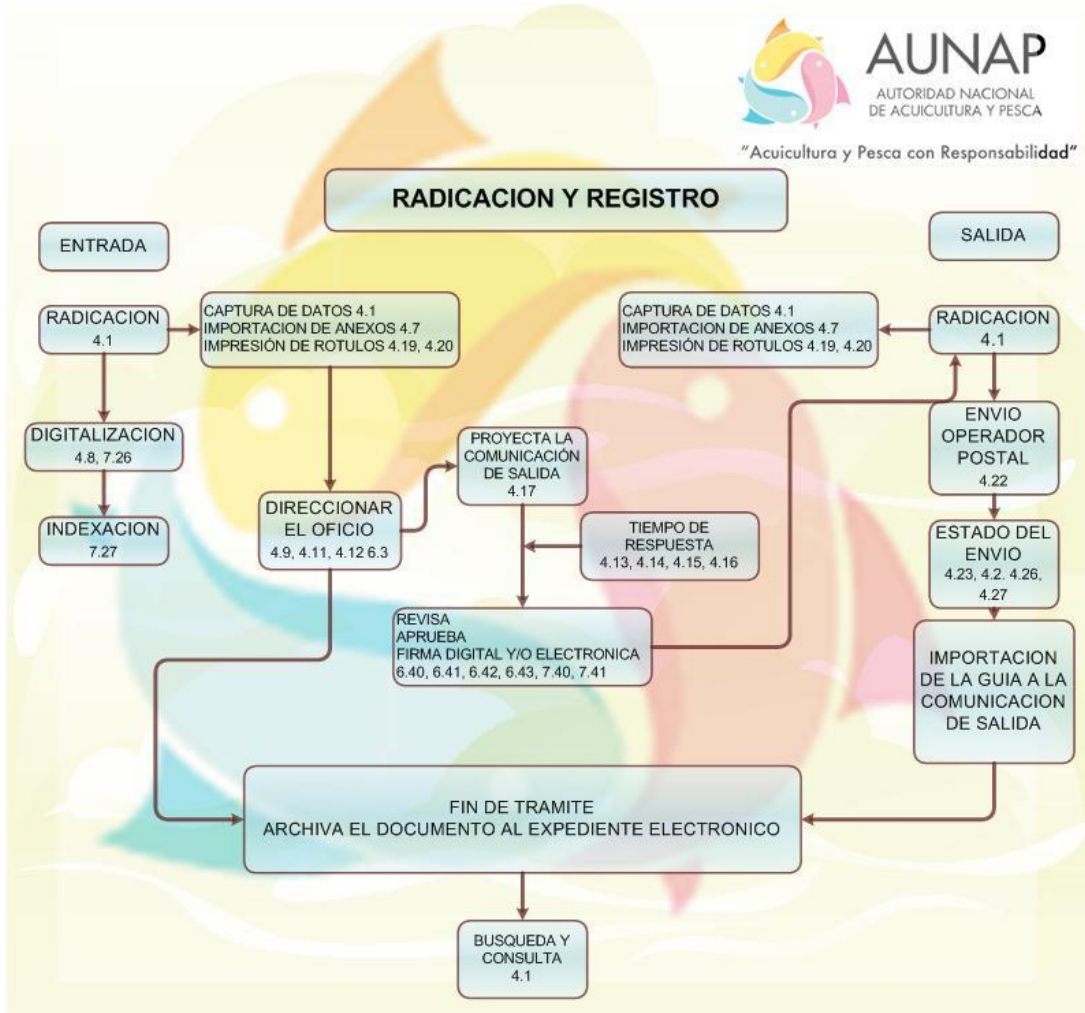 AUNAP
AUTORIDAD NACIONAL
DE ACUICULTURA Y PESCA
"Acuicultura y Pesca con Responsabilidad"
RADICACION Y REGISTRO
ENTRADA
SALIDA
RADICACION
4.1
CAPTURA DE DATOS 4.1
IMPORTACION DE ANEXOS 4.7
IMPRESIÓN DE ROTULOS 4.19, 4.20
CAPTURA DE DATOS 4.1
IMPORTACION DE ANEXOS 4.7
IMPRESIÓN DE ROTULOS 4.19, 4.20
RADICACION
4.1
DIGITALIZACION
4.8, 7.26
INDEXACION
7.27
DIRECCIONAR
EL OFICIO
4.9, 4.11, 4.12 6.3
PROYECTA LA
COMUNICACIÓN
DE SALIDA
4.17
TIEMPO DE
RESPUESTA
4.13, 4.14, 4.15, 4.16
ENVIO
OPERADOR
POSTAL
4.22
ESTADO DEL
ENVIO
4.23, 4.2. 4.26,
4.27
REVISA
APRUEBA
FIRMA DIGITAL Y/O ELECTRONICA
6.40, 6.41, 6.42, 6.43, 7.40, 7.41
IMPORTACION
DE LA GUIA A LA
COMUNICACION
DE SALIDA
FIN DE TRAMITE
ARCHIVA EL DOCUMENTO AL EXPEDIENTE ELECTRONICO
BUSQUEDA Y
CONSULTA
4.1